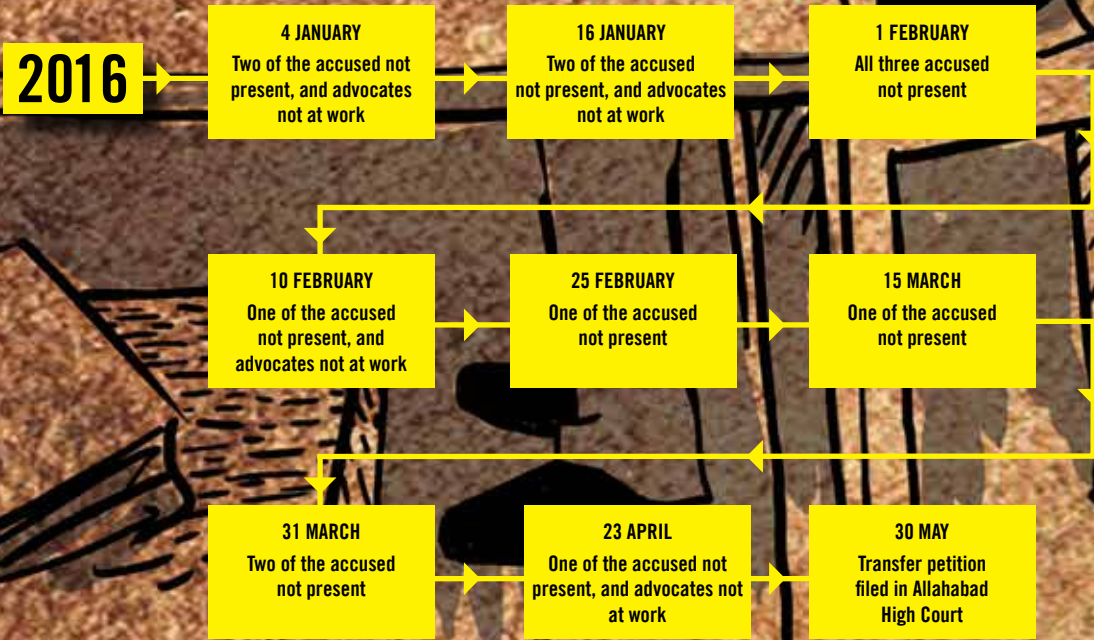 2016
4 JANUARY
Two of the accused not
present, and advocates
not at work
16 JANUARY
Two of the accused
not present, and advocates
not at work
1 FEBRUARY
All three accused
not present
10 FEBRUARY
One of the accused
not present, and
advocates not at work
25 FEBRUARY
One of the accused
not present
15 MARCH
One of the accused
not present
31 MARCH
Two of the accused
not present
23 APRIL
One of the accused not
present, and advocates not
at work
30 MAY
Transfer petition
filed in Allahabad
High Court